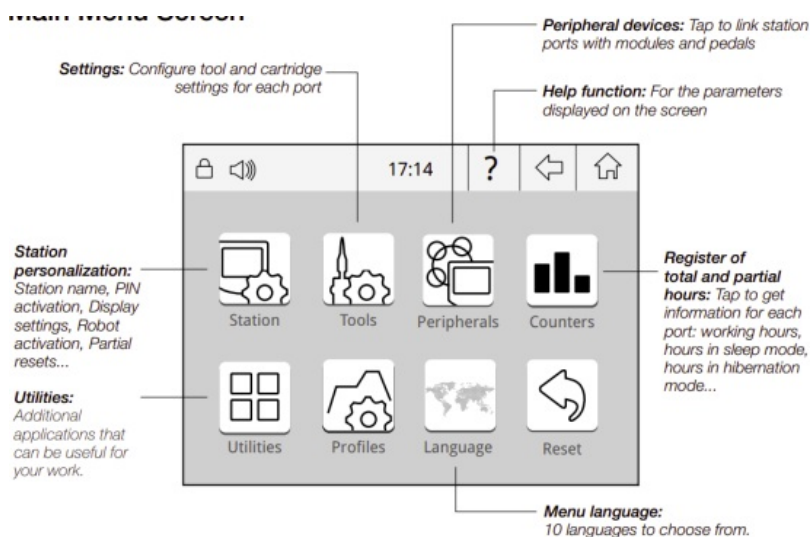 Main Menu Screen
Peripheral devices: Tap to link station
ports with modules and pedals
Settings: Configure tool and cartridge
settings for each port
Help function: For the parameters
displayed on the screen
17:14
?
Station
personalization:
Station name, PIN
activation, Display
settings, Robot
activation, Partial
resets...
Station
Tools
Peripherals
Counters
Register of
total and partial
hours: Tap to get
information for each
port: working hours,
hours in sleep mode,
hours in hibernation
mode...
Utilities:
Additional
applications that
can be useful for
your work.
Utilities
Profiles
Language
Reset
Menu language:
10 languages to choose from.